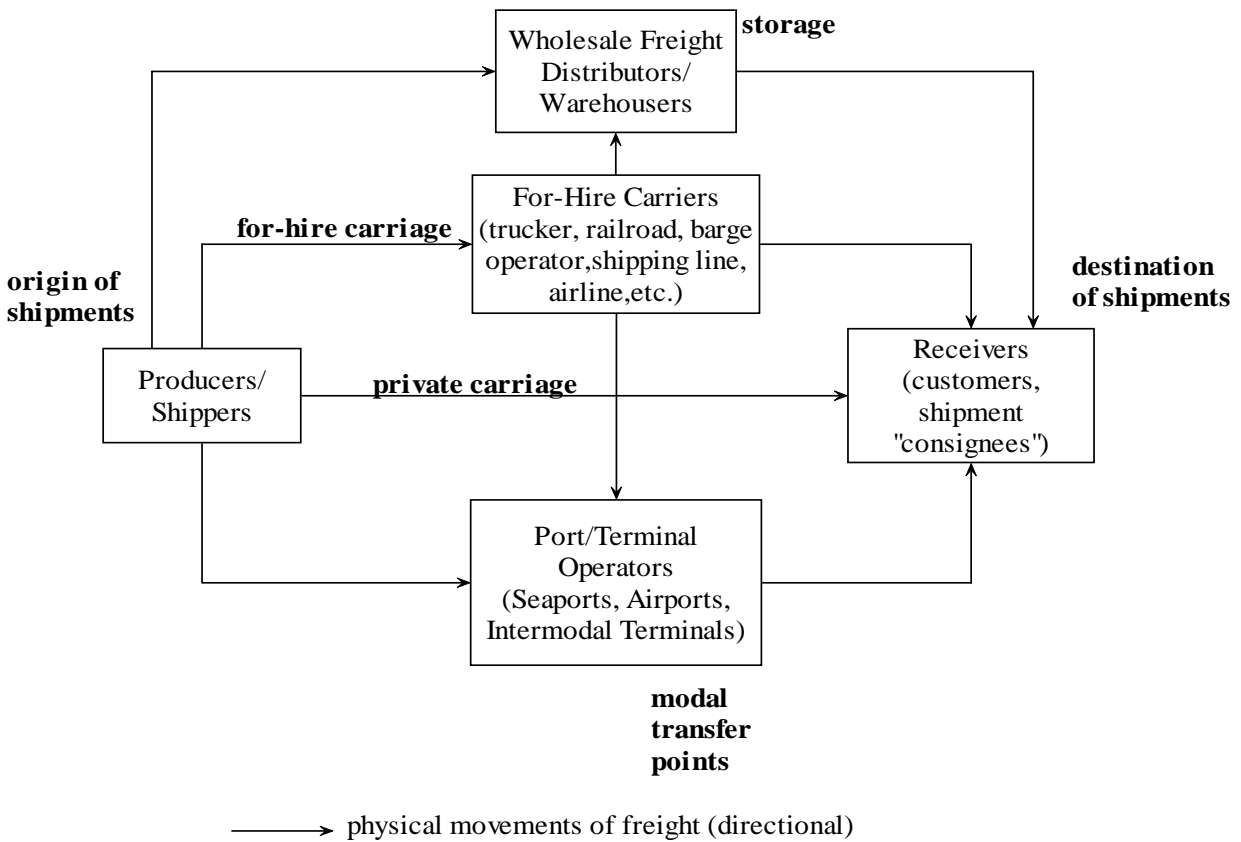 storage
Wholesale Freight
Distributors/
Warehousers
For-Hire Carriers
(trucker, railroad, barge
operator,shipping line,
airline,etc.)
for-hire carriage
origin of
shipments
destination
of shipments
Producers/
Shippers
private carriage
Receivers
(customers,
shipment
"consignees")
Port/Terminal
Operators
(Seaports, Airports,
Intermodal Terminals)
modal
transfer
points
physical movements of freight (directional)